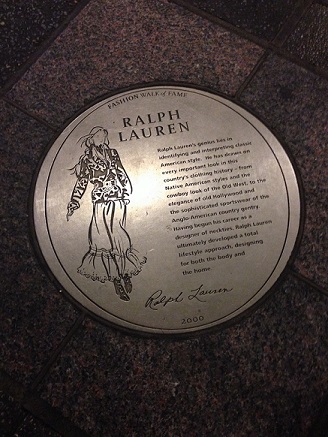 FASHION WALK of FAME
RALPH
LAUREN
Ralph Lauren's genius lies in
identifying and interpreting classic
American style. He has drawn on
every important look in this
country's clothing history - from
Native American styles and the
cowboy look of the Old West, to the
elegance of old Hollywood and
the sophisticated sportswear of the
Anglo-American country gentry.
Having begun his career as a
designer of neckties, Ralph Lauren
ultimately developed a total
lifestyle approach, designing
for both the body and
the home
Ralph Lauren
2000